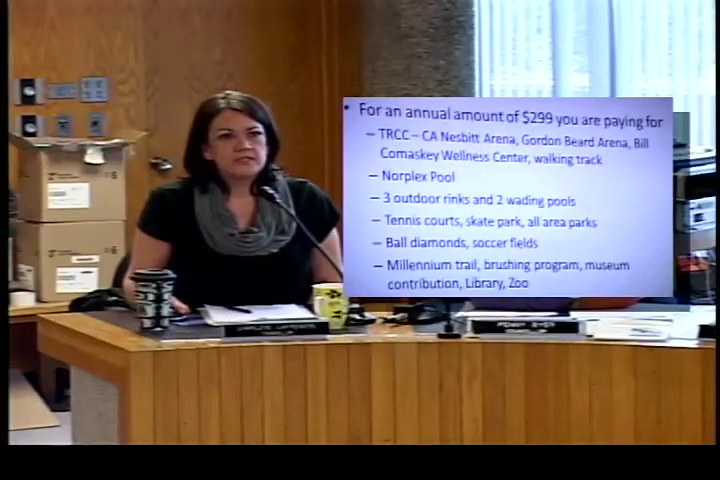 • For an annual amount of $299 you are paying for
– TRCC – CA Nesbitt Arena, Gordon Beard Arena, Bill
Comaskey Wellness Center, walking track
– Norplex Pool
– 3 outdoor rinks and 2 wading pools
– Tennis courts, skate park, all area parks
– Ball diamonds, soccer fields
– Millennium trail, brushing program, museum
contribution, Library, Zoo
PENNY BYER